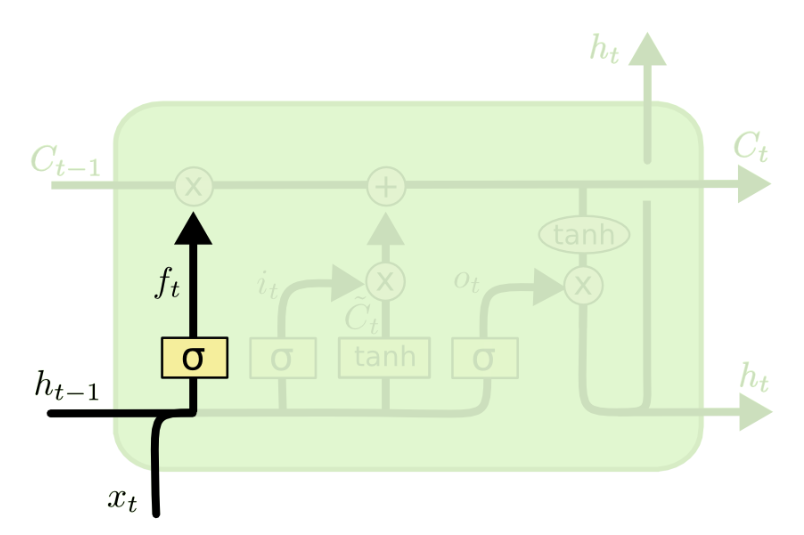 h_t
C_{t-1}
C_t
x
+
tanh
f_t
i_t
x
o_t
x
\tilde{C}_t
σ
σ
tanh
σ
h_{t-1}
h_t
x_t